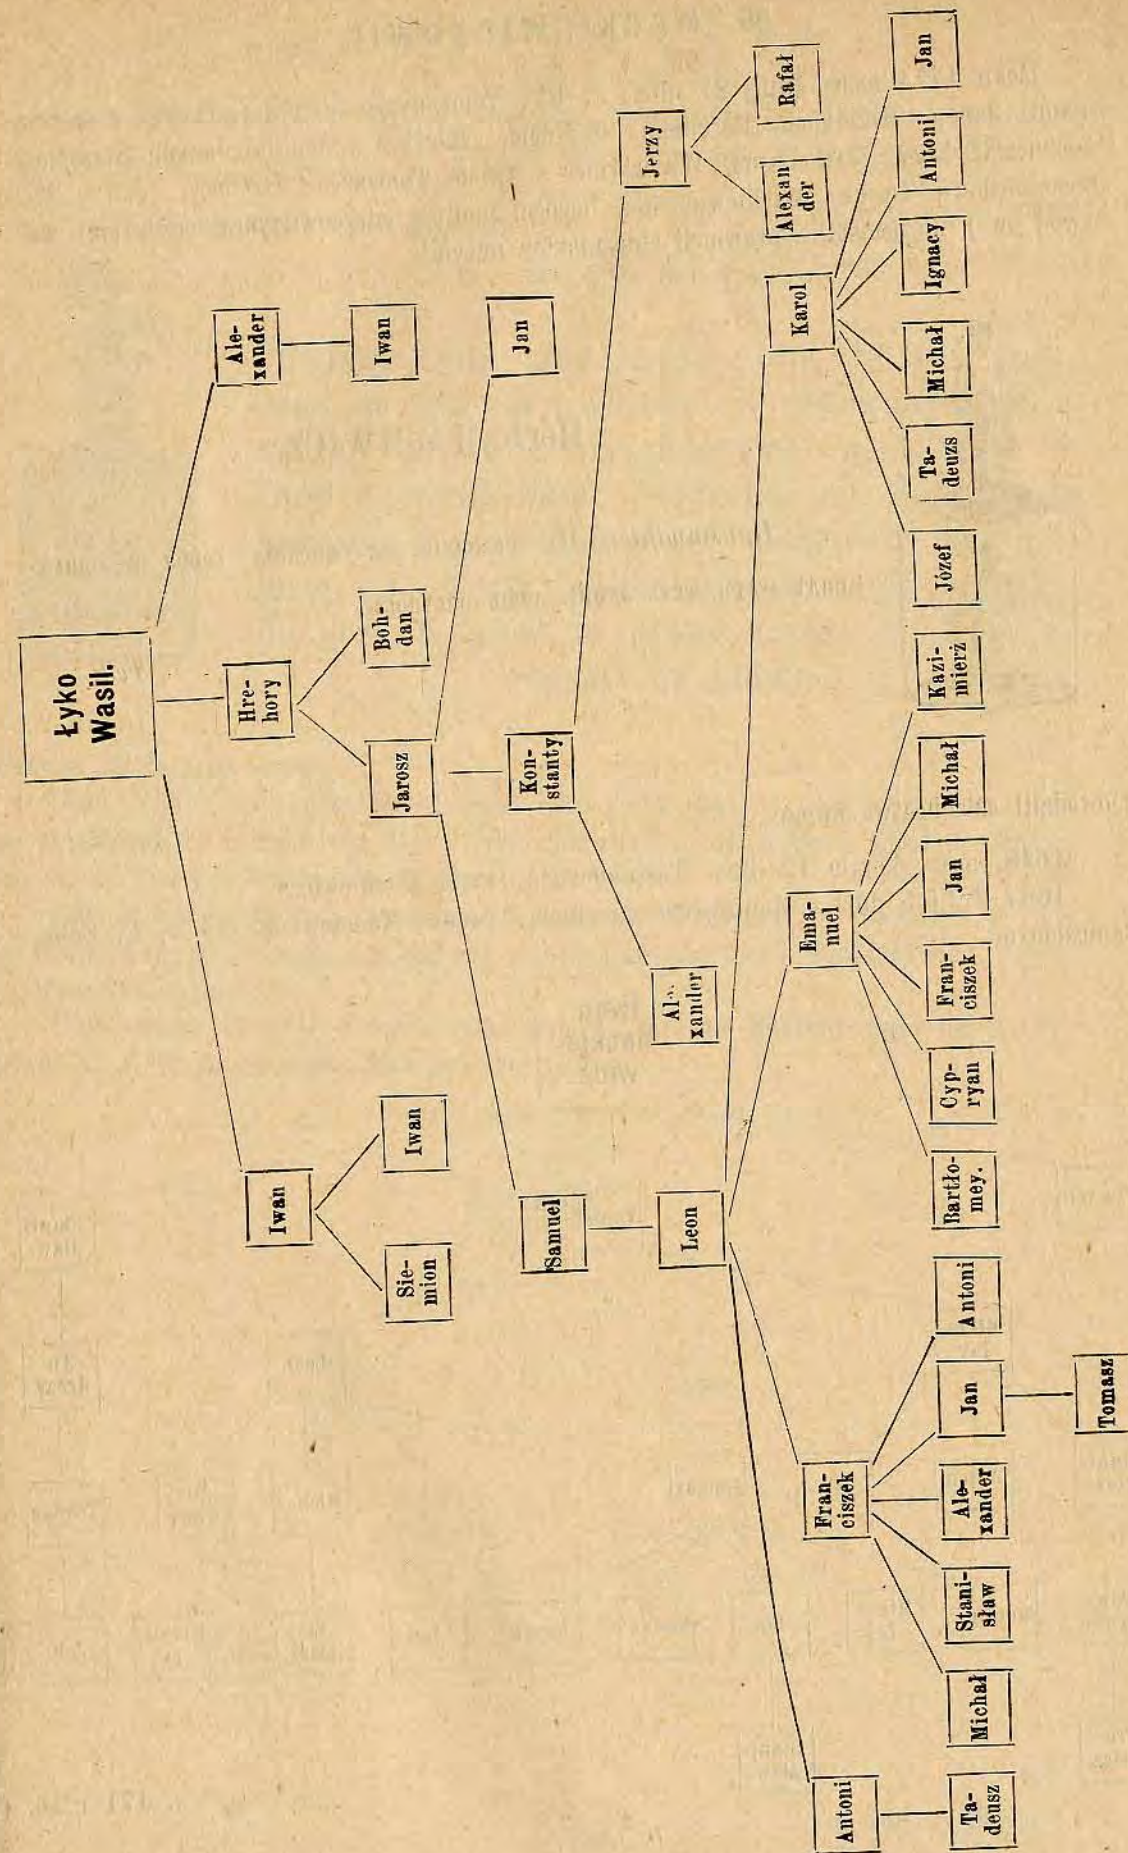 Łyko
Wasil.
Iwan
Hre-
hory
Ale-
xander
Sie-
mion
Iwan
Jarosz
Boh-
dan
Iwan
Samuel
Kon-
stanty
Jan
Leon
Al
xander
Jerzy
Alexan
der
Rafał
Antoni
Fran-
ciszek
Ema-
nuel
Karol
Ta-
deusz
Michał
Stani-
sław
Ale-
xander
Jan
Antoni
Bartło-
mey.
Cyp-
ryan
Fran-
ciszek
Jan
Michał
Kazi-
mierz
Józef
Ta-
deuzs
Michał
Ignacy
Antoni
Jan
Tomasz